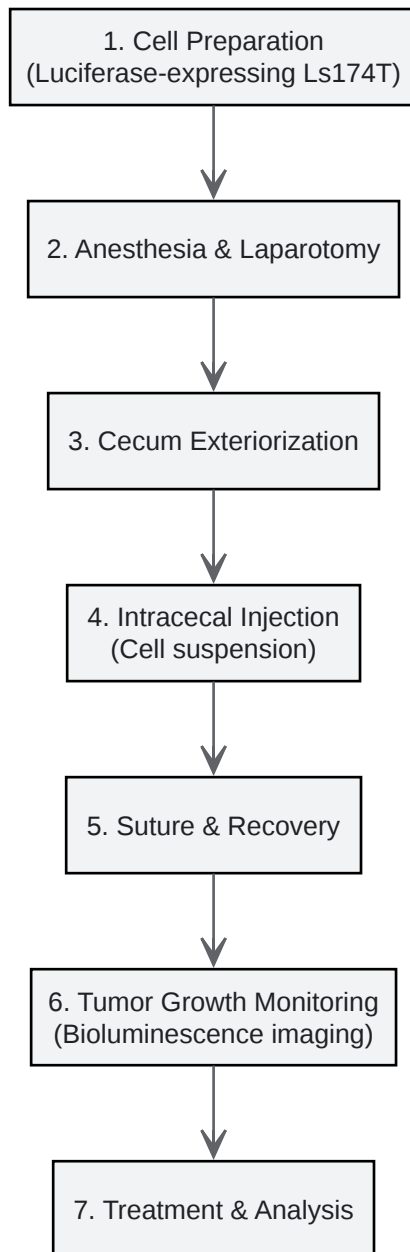 1. Cell Preparation
(Luciferase-expressing Ls174T)
2. Anesthesia & Laparotomy
3. Cecum Exteriorization
4. Intracecal Injection
(Cell suspension)
5. Suture & Recovery
6. Tumor Growth Monitoring
(Bioluminescence imaging)
7. Treatment & Analysis